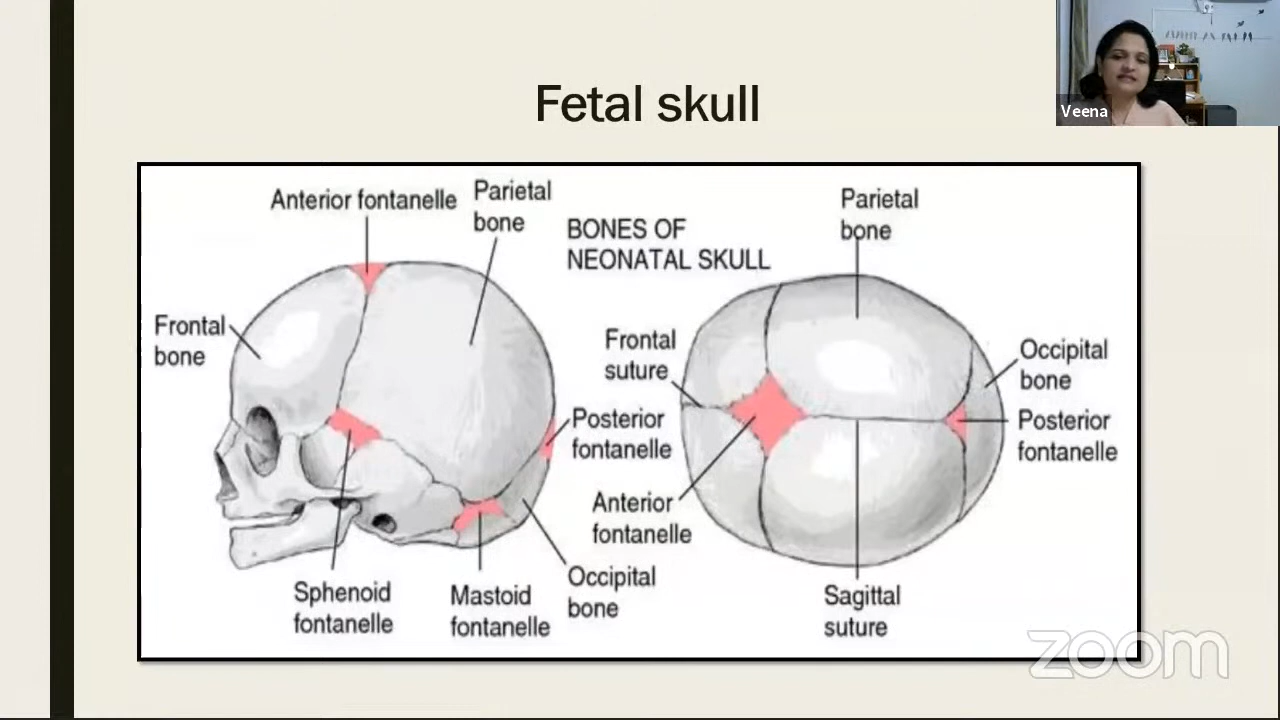 Fetal skull
Veena
Anterior fontanelle
Parietal
bone
BONES OF
NEONATAL SKULL
Parietal
bone
Frontal
bone
Frontal
suture
Occipital
bone
Posterior
fontanelle
Posterior
fontanelle
Anterior
fontanelle
Sphenoid
fontanelle
Mastoid
fontanelle
Occipital
bone
Sagittal
suture
zoom